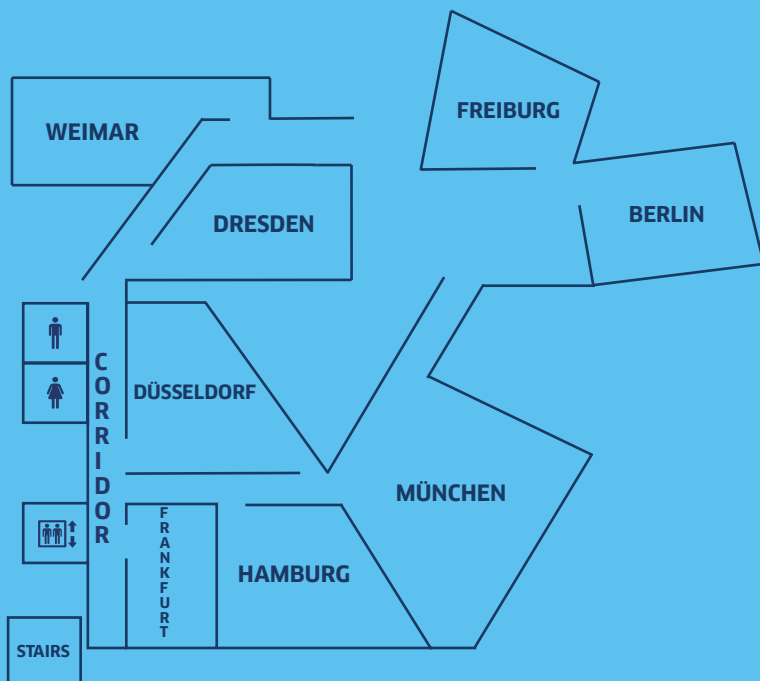 FREIBURG
WEIMAR
BERLIN
DRESDEN
CORRIDOR
DÜSSELDORF
MÜNCHEN
FRANKFURT
HAMBURG
STAIRS